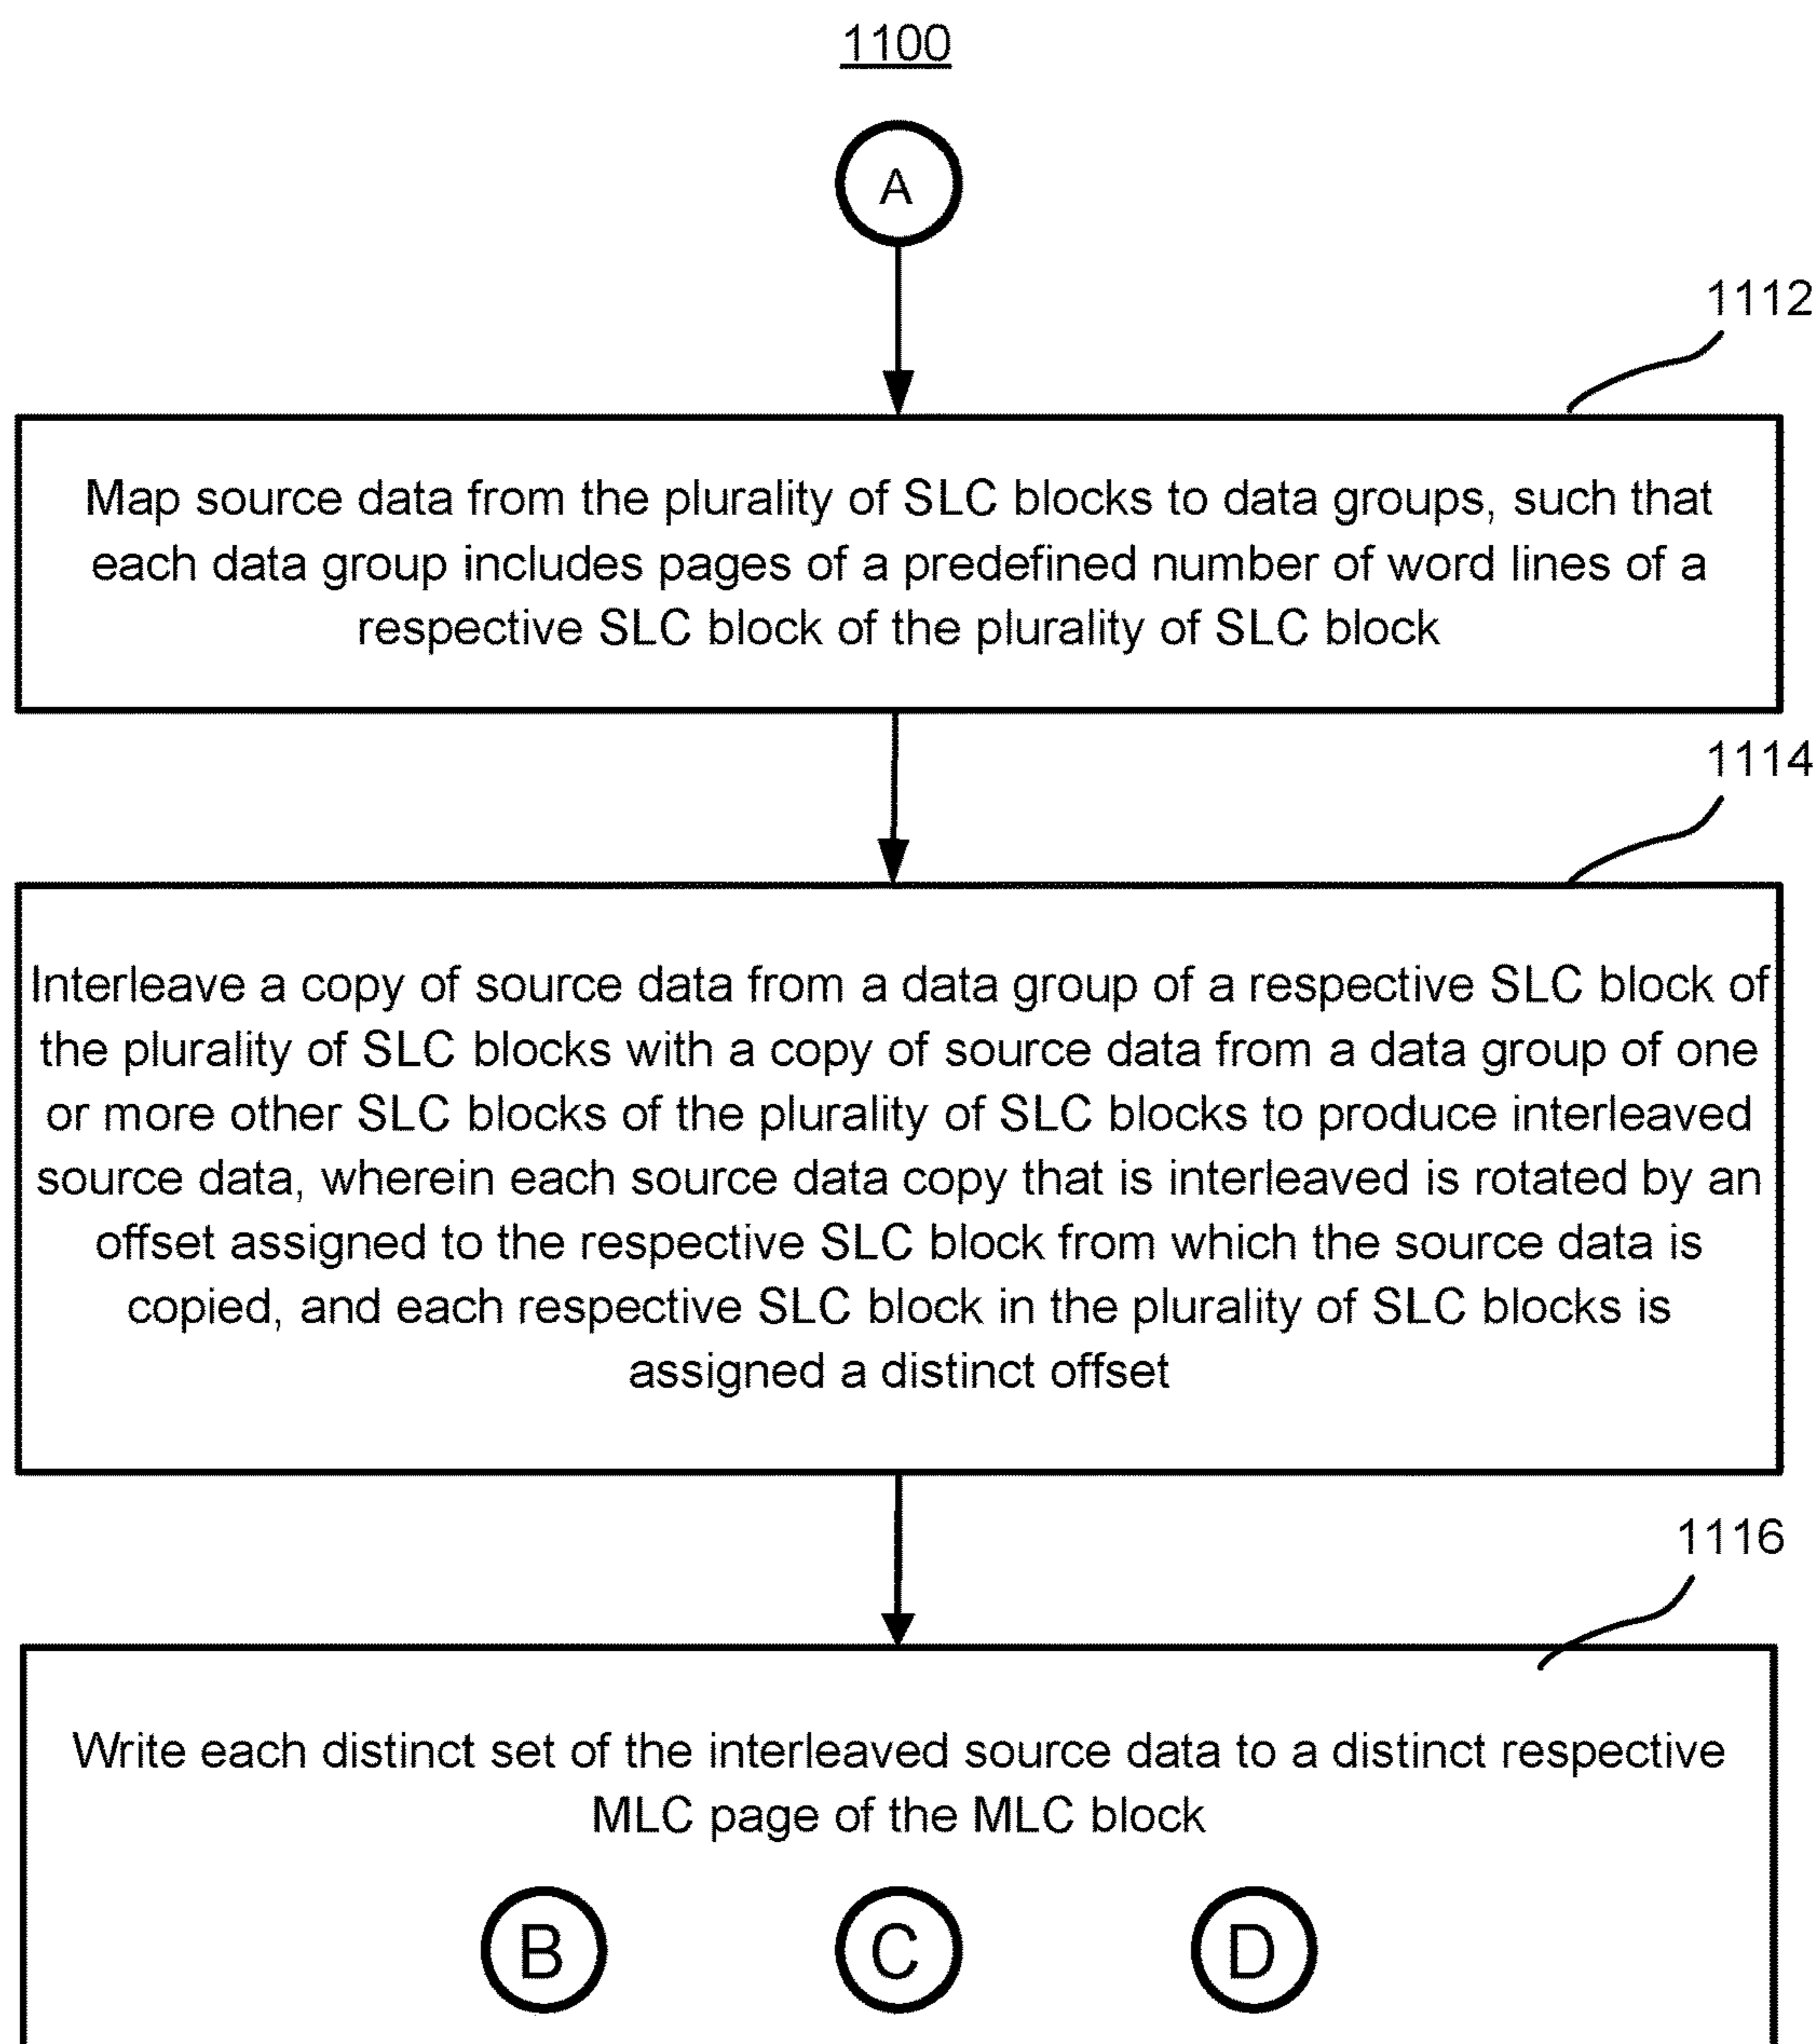 1100
A
1112
Map source data from the plurality of SLC blocks to data groups, such that
each data group includes pages of a predefined number of word lines of a
respective SLC block of the plurality of SLC block
1114
Interleave a copy of source data from a data group of a respective SLC block of
the plurality of SLC blocks with a copy of source data from a data group of one
or more other SLC blocks of the plurality of SLC blocks to produce interleaved
source data, wherein each source data copy that is interleaved is rotated by an
offset assigned to the respective SLC block from which the source data is
copied, and each respective SLC block in the plurality of SLC blocks is
assigned a distinct offset
1116
Write each distinct set of the interleaved source data to a distinct respective
MLC page of the MLC block
B C D